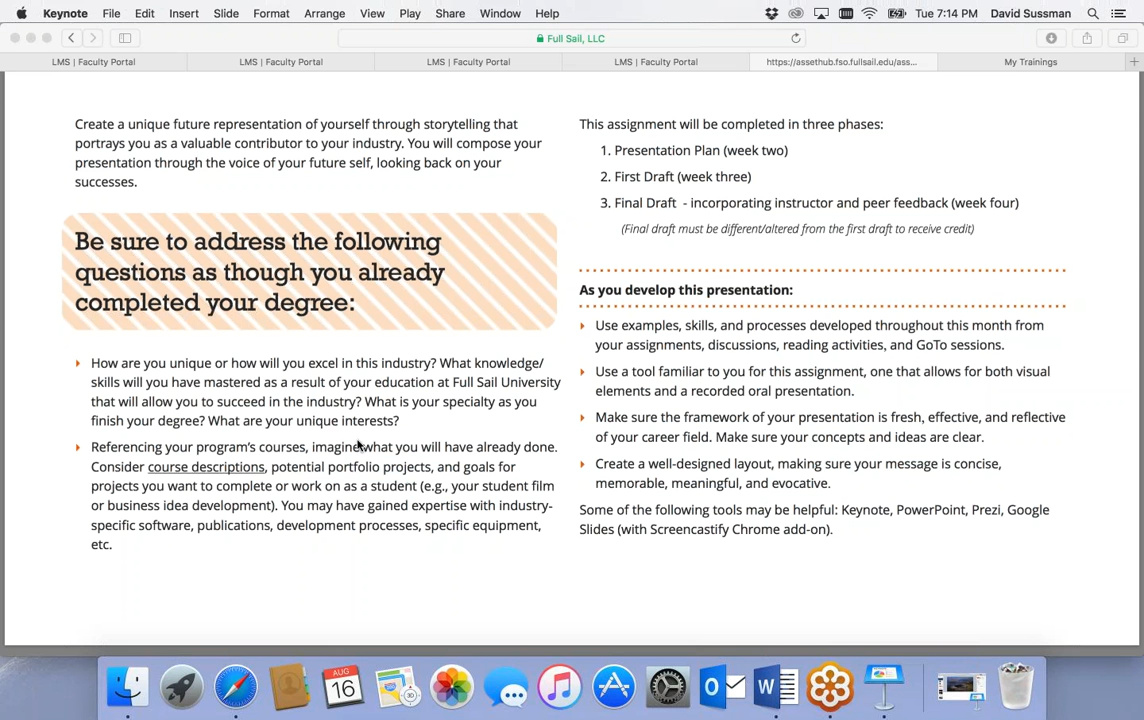 Keynote File Edit Insert Slide Format Arrange View Play Share Window Help Tue 7:14 PM David Sussman
Full Sail, LLC
LMS | Faculty Portal LMS | Faculty Portal LMS | Faculty Portal LMS | Faculty Portal https://assethub.fso.fullsail.edu/ass... My Trainings
Create a unique future representation of yourself through storytelling that
portrays you as a valuable contributor to your industry. You will compose your
presentation through the voice of your future self, looking back on your
successes.
Be sure to address the following
questions as though you already
completed your degree:
How are you unique or how will you excel in this industry? What knowledge/
skills will you have mastered as a result of your education at Full Sail University
that will allow you to succeed in the industry? What is your specialty as you
finish your degree? What are your unique interests?
Referencing your program's courses, imagine what you will have already done.
Consider course descriptions, potential portfolio projects, and goals for
projects you want to complete or work on as a student (e.g., your student film
or business idea development). You may have gained expertise with industry-
specific software, publications, development processes, specific equipment,
etc.
This assignment will be completed in three phases:
1. Presentation Plan (week two)
2. First Draft (week three)
3. Final Draft - incorporating instructor and peer feedback (week four)
(Final draft must be different/altered from the first draft to receive credit)
As you develop this presentation:
Use examples, skills, and processes developed throughout this month from
your assignments, discussions, reading activities, and GoTo sessions.
Use a tool familiar to you for this assignment, one that allows for both visual
elements and a recorded oral presentation.
Make sure the framework of your presentation is fresh, effective, and reflective
of your career field. Make sure your concepts and ideas are clear.
Create a well-designed layout, making sure your message is concise,
memorable, meaningful, and evocative.
Some of the following tools may be helpful: Keynote, PowerPoint, Prezi, Google
Slides (with Screencastify Chrome add-on).
AUG
16